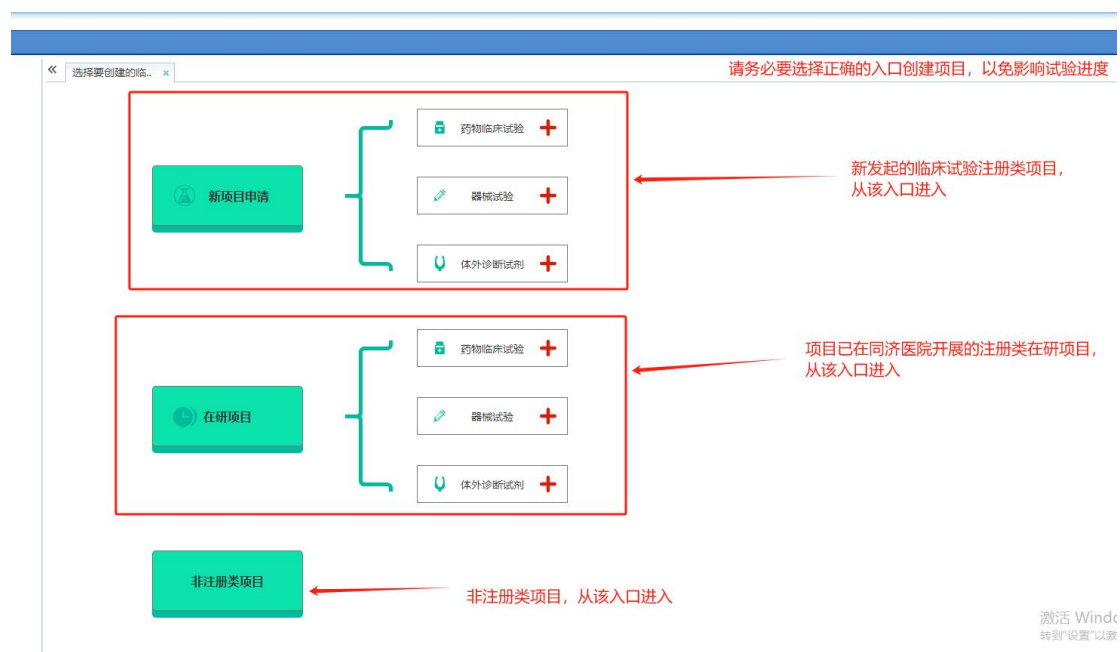 选择要创建的临..
请务必要选择正确的入口创建项目，以免影响试验进度
药物临床试验
新项目申请
器械试验
体外诊断试剂
新发起的临床试验注册类项目，
从该入口进入
药物临床试验
在研项目
器械试验
体外诊断试剂
项目已在同济医院开展的注册类在研项目，
从该入口进入
非注册类项目
非注册类项目，从该入口进入
激活 Windo
转到"设置"以激